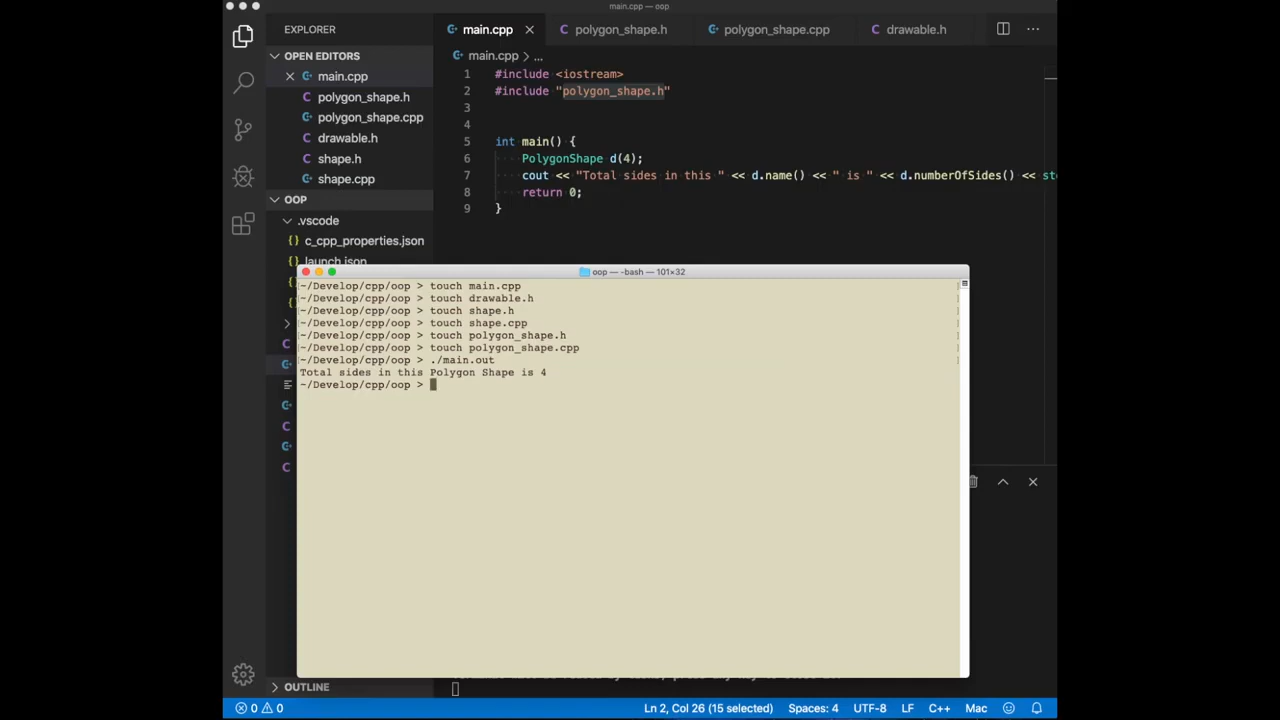 main.cpp — oop
EXPLORER
main.cpp
polygon_shape.h
polygon_shape.cpp
drawable.h
OPEN EDITORS
main.cpp
polygon_shape.h
polygon_shape.cpp
drawable.h
shape.h
shape.cpp
OOP
.vscode
c_cpp_properties.json
launch.json
main.cpp > ...
1 #include <iostream>
2 #include "polygon_shape.h"
3
4
5 int main() {
6 PolygonShape d(4);
7 cout << "Total sides in this " << d.name() << " is " << d.numberOfSides() << st
8 return 0;
9 }
oop — -bash — 101×32
~/Develop/cpp/oop > touch main.cpp
~/Develop/cpp/oop > touch drawable.h
~/Develop/cpp/oop > touch shape.h
~/Develop/cpp/oop > touch shape.cpp
~/Develop/cpp/oop > touch polygon_shape.h
~/Develop/cpp/oop > touch polygon_shape.cpp
~/Develop/cpp/oop > ./main.out
Total sides in this Polygon Shape is 4
~/Develop/cpp/oop >
OUTLINE
0 0
Ln 2, Col 26 (15 selected) Spaces: 4 UTF-8 LF C++ Mac